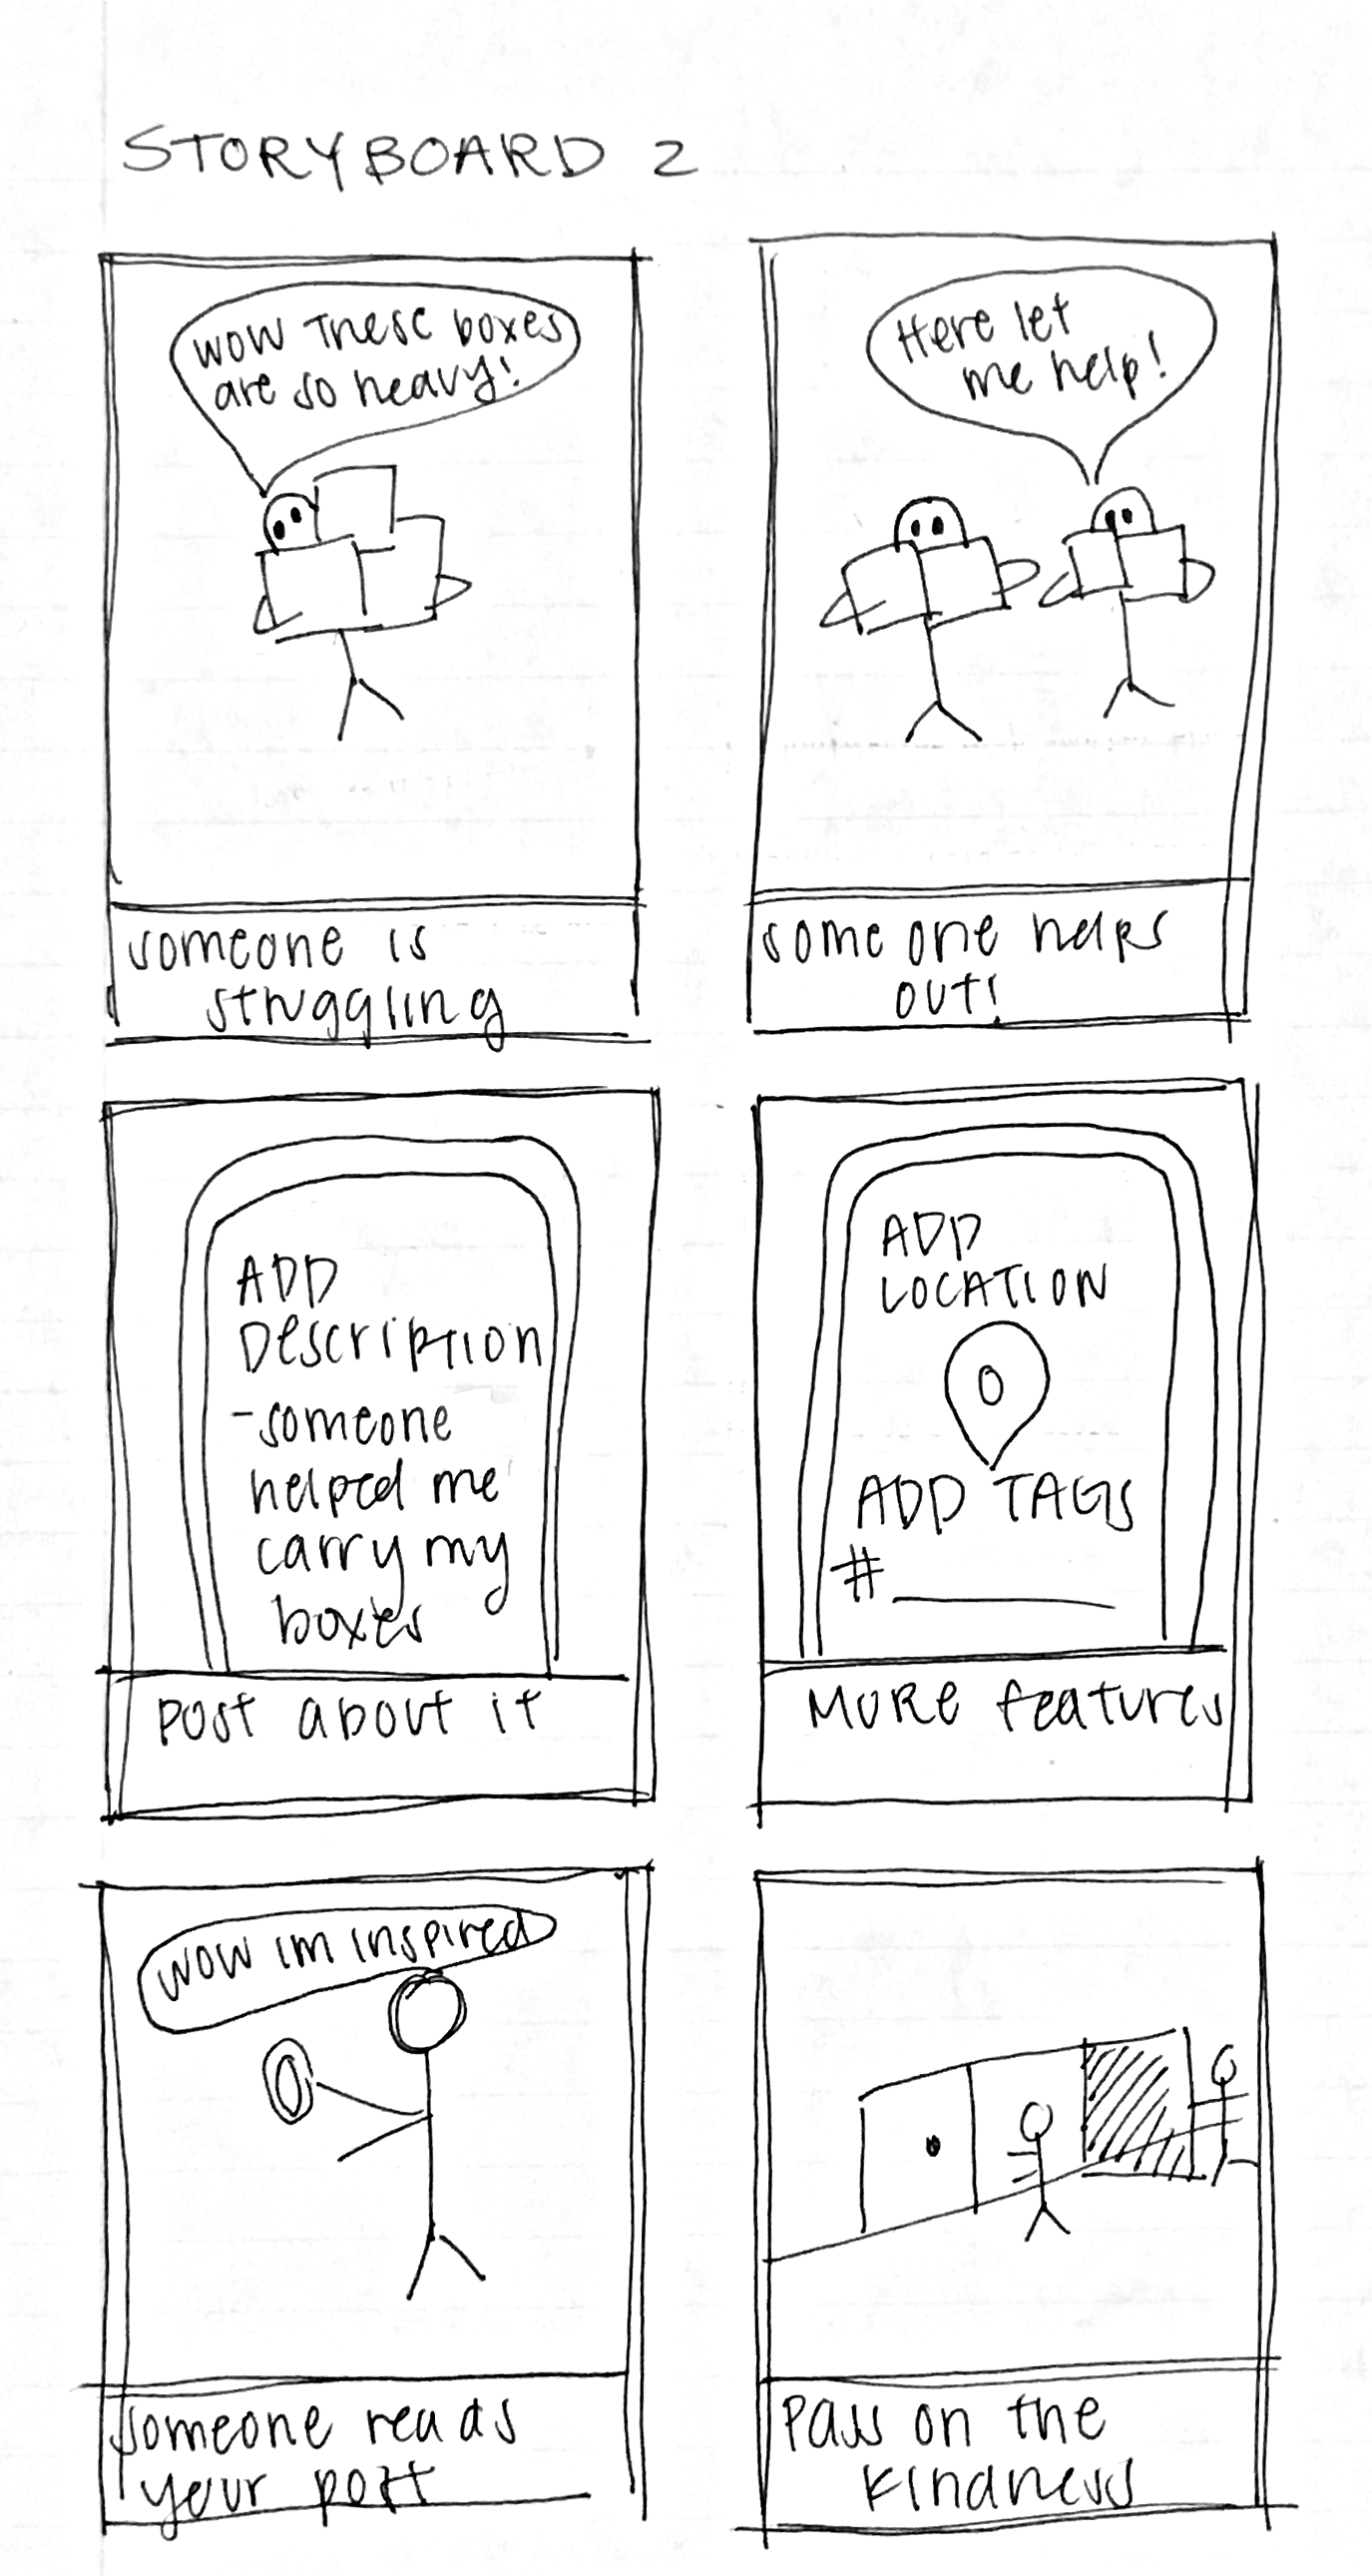 STORYBOARD 2
WOW THESE boxes
are so heavy!
Here let
me help!
someone is
struggling
someone helps
out!
ADD
Description
- someone
helped me
carry my
boxes
ADD
LOCATION
ADD TAGS
#
post about it
MORE features
WOW IM INSPIRED
someone reads
your post
Pass on the
kindness